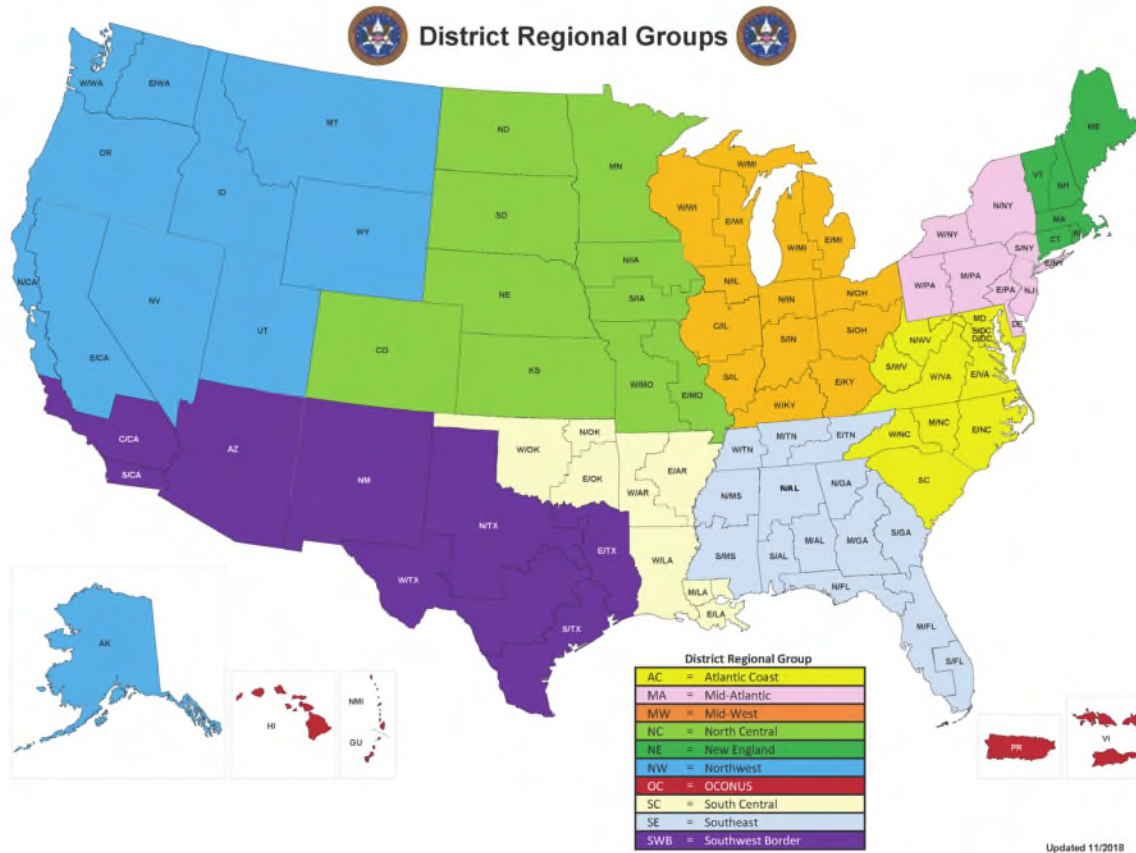 District Regional Groups
W/WA
E/WA
MT
ND
MN
OR
ID
SD
WY
W/MI
W/WI
E/WI
W/MI
E/MI
ME
VT
NH
N/NY
MA
W/NY
CT
RI
S/NY
E/NY
N/CA
NV
UT
NE
N/IA
S/IA
N/IL
N/IN
N/OH
W/PA
M/PA
E/PA
NJ
E/CA
CO
KS
W/MO
E/MO
C/IL
S/IN
S/OH
S/IL
E/KY
W/KY
DE
MD
S/DC
D/DC
N/WV
S/WV
W/VA
E/VA
C/CA
S/CA
AZ
NM
W/OK
N/OK
E/OK
W/AR
E/AR
W/TN
M/TN
E/TN
W/NC
M/NC
E/NC
SC
N/TX
E/TX
W/TX
S/TX
W/LA
M/LA
E/LA
N/MS
S/MS
N/AL
S/AL
M/AL
N/GA
M/GA
S/GA
N/FL
M/FL
S/FL
AK
HI
NMI
GU
PR
VI
District Regional Group
AC = Atlantic Coast
MA = Mid-Atlantic
MW = Mid-West
NC = North Central
NE = New England
NW = Northwest
OC = OCONUS
SC = South Central
SE = Southeast
SWB = Southwest Border
Updated 11/2018